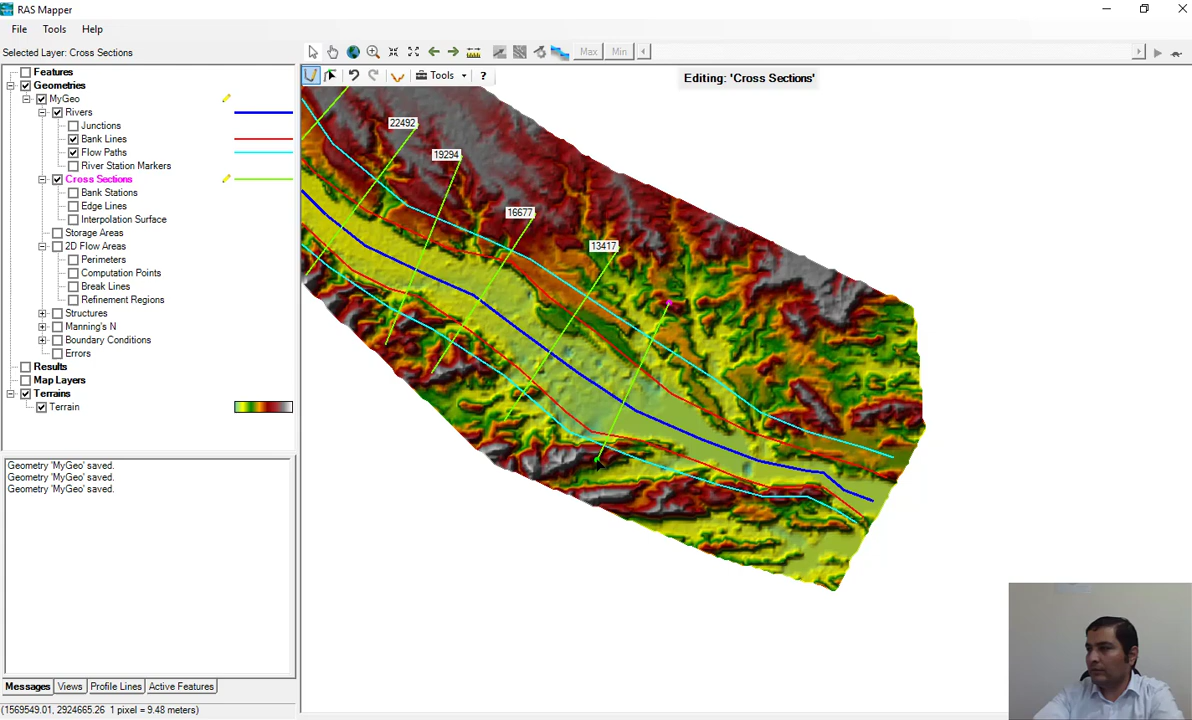 RAS Mapper
File Tools Help
Selected Layer: Cross Sections
Max Min
Features
Geometries
MyGeo
Rivers
Junctions
Bank Lines
Flow Paths
River Station Markers
Cross Sections
Bank Stations
Edge Lines
Interpolation Surface
Storage Areas
2D Flow Areas
Perimeters
Computation Points
Break Lines
Refinement Regions
Structures
Manning's N
Boundary Conditions
Errors
Results
Map Layers
Terrains
Terrain
Tools ?
Editing: 'Cross Sections'
22492
19294
16677
13417
Geometry 'MyGeo' saved.
Geometry 'MyGeo' saved.
Geometry 'MyGeo' saved.
Messages Views Profile Lines Active Features
(1569549.01, 2924665.26 1 pixel = 9.48 meters)